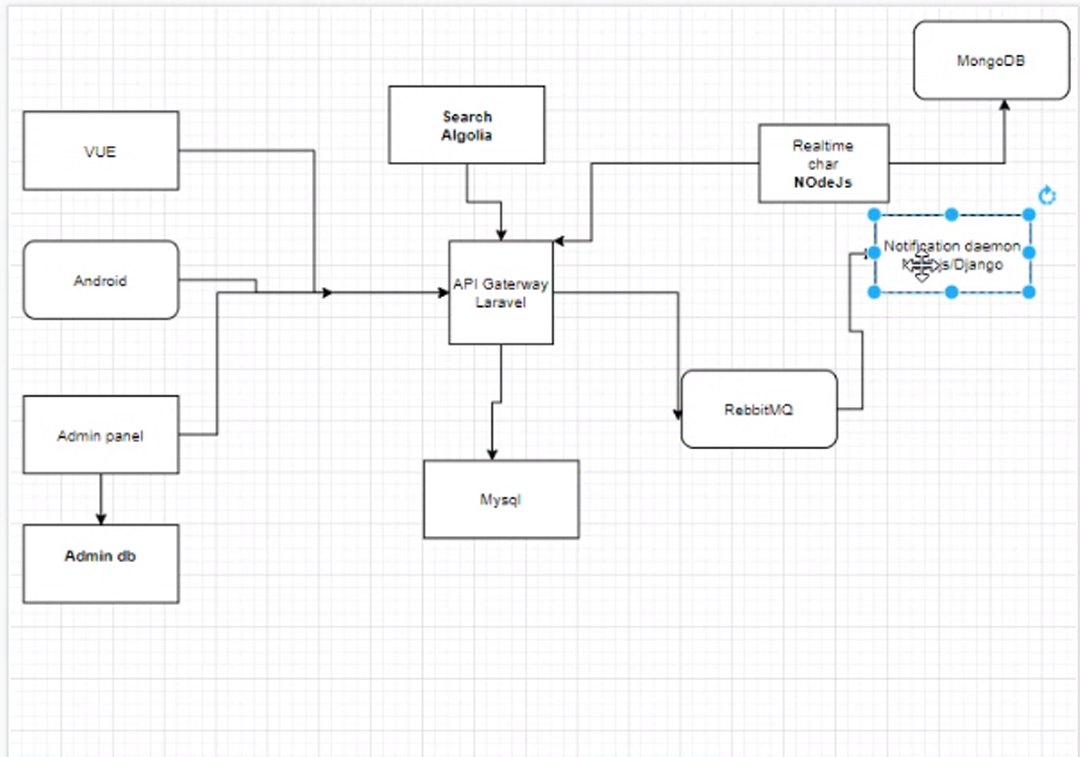 MongoDB
Search
Algolia
VUE
Realtime
char
NOdeJs
Notification daemon
/Django
Android
API Gaterway
Laravel
RebbitMQ
Admin panel
Mysql
Admin db